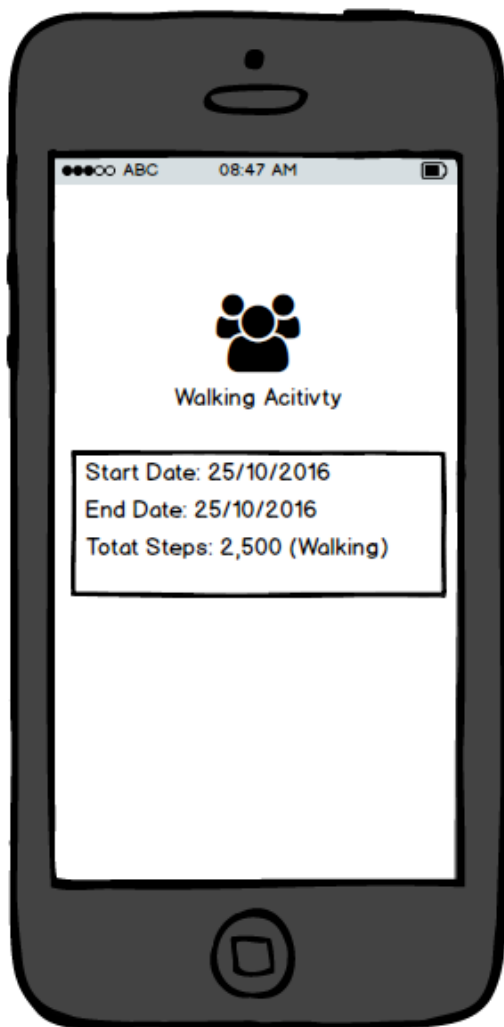 ABC 08:47 AM
Walking Acitivty
Start Date: 25/10/2016
End Date: 25/10/2016
Totat Steps: 2,500 (Walking)